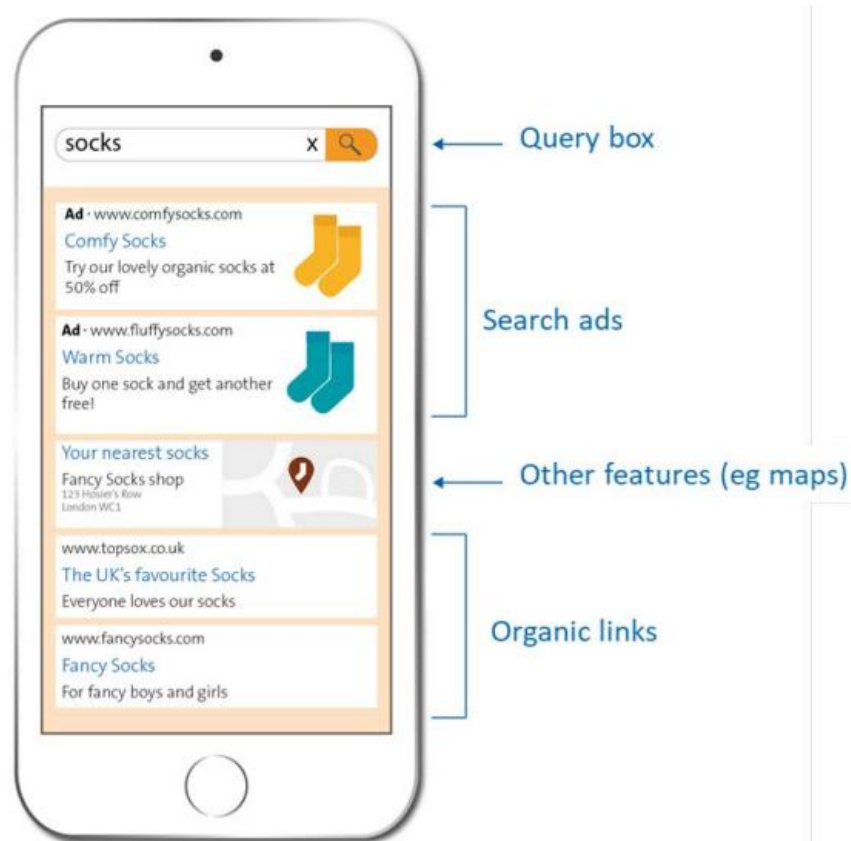 socks x
Query box
Ad · www.comfysocks.com
Comfy Socks
Try our lovely organic socks at
50% off
Ad · www.fluffysocks.com
Warm Socks
Buy one sock and get another
free!
Search ads
Your nearest socks
Fancy Socks shop
123 Hosier's Row
London WC1
Other features (eg maps)
www.topsox.co.uk
The UK's favourite Socks
Everyone loves our socks
www.fancysocks.com
Fancy Socks
For fancy boys and girls
Organic links